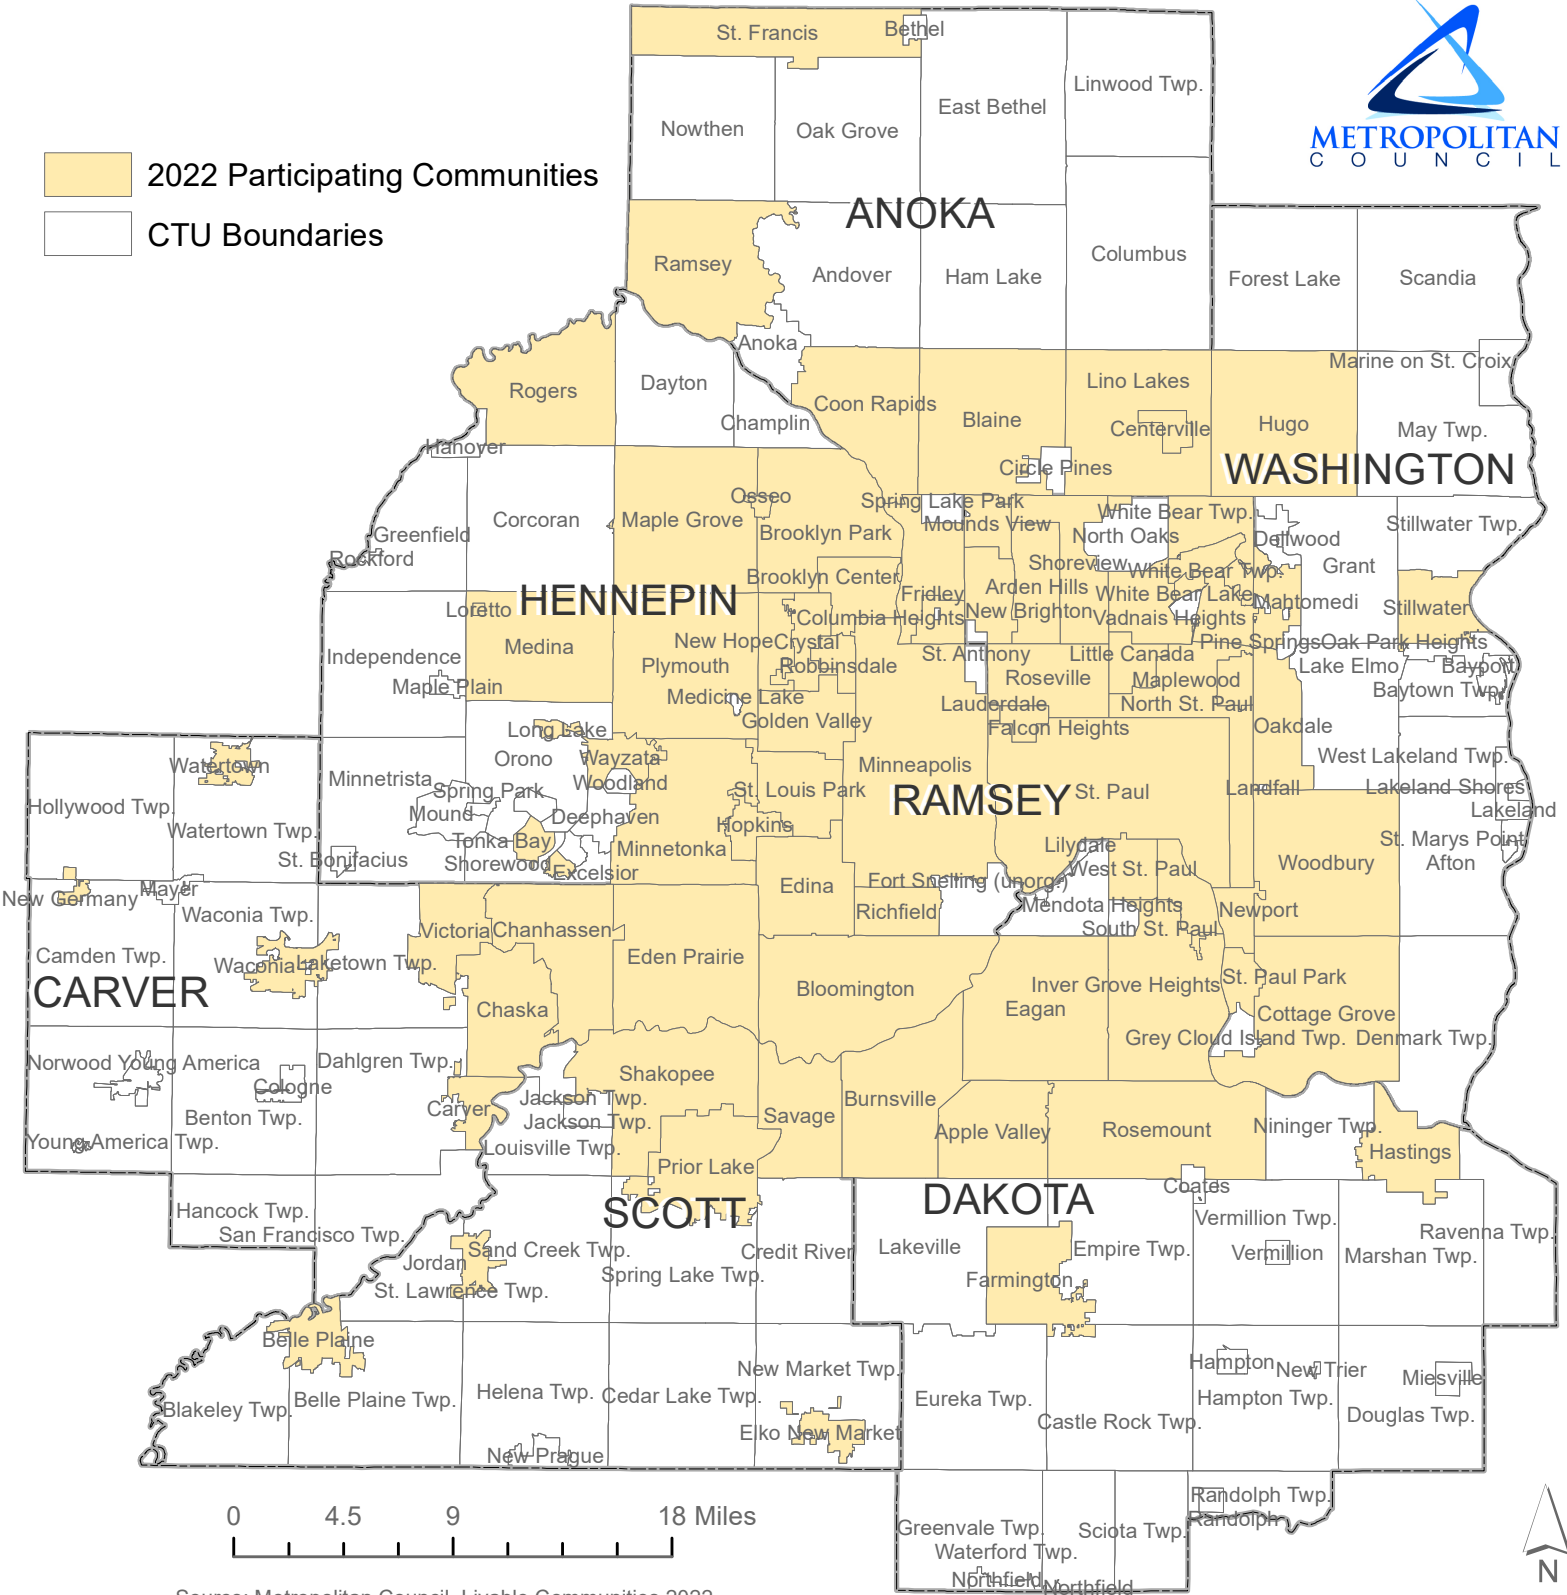 St. Francis
Bethel
Linwood Twp.
East Bethel
Nowthen
Oak Grove
METROPOLITAN
COUNCIL
2022 Participating Communities
CTU Boundaries
ANOKA
Ramsey
Andover
Ham Lake
Columbus
Forest Lake
Scandia
Anoka
Marine on St. Croix
Rogers
Dayton
Lino Lakes
Coon Rapids
Blaine
Champlin
Centerville
Hugo
May Twp.
Hanover
Circle Pines
WASHINGTON
Osseo
Spring Lake Park
Corcoran
Maple Grove
Mounds View
White Bear Twp.
Stillwater Twp.
Greenfield
Brooklyn Park
North Oaks
Dellwood
Rockford
Shoreview
White Bear Twp.
Grant
Brooklyn Center
Arden Hills
HENNEPIN
Fridley
White Bear Lake
Mahtomedi
Stillwater
Loretto
Columbia Heights
New Brighton
Vadnais Heights
Medina
New Hope
Crystal
Pine Springs
Oak Park Heights
Independence
Plymouth
Robbinsdale
St. Anthony
Little Canada
Lake Elmo
Bayport
Maple Plain
Roseville
Maplewood
Baytown Twp.
Medicine Lake
Lauderdale
North St. Paul
Long Lake
Golden Valley
Falcon Heights
Oakdale
Orono
Wayzata
Minneapolis
West Lakeland Twp.
Watertown
Minnetrista
Woodland
St. Louis Park
RAMSEY
St. Paul
Landfall
Lakeland Shores
Hollywood Twp.
Spring Park
Mound
Deephaven
Lakeland
Watertown Twp.
Hopkins
Tonka Bay
Minnetonka
Lilydale
St. Marys Point
St. Bonifacius
Shorewood
Excelsior
West St. Paul
Woodbury
Afton
New Germany
Mayer
Edina
Fort Snelling (unorg.)
Waconia Twp.
Richfield
Mendota Heights
Newport
Victoria
Chanhassen
South St. Paul
Camden Twp.
Waconia
Laketown Twp.
Eden Prairie
CARVER
Bloomington
Inver Grove Heights
St. Paul Park
Chaska
Eagan
Cottage Grove
Grey Cloud Island Twp.
Denmark Twp.
Norwood Young America
Dahlgren Twp.
Cologne
Shakopee
Benton Twp.
Carver
Jackson Twp.
Jackson Twp.
Savage
Burnsville
Young America Twp.
Louisville Twp.
Apple Valley
Rosemount
Nininger Twp.
Hastings
Prior Lake
Coates
SCOTT
DAKOTA
Hancock Twp.
San Francisco Twp.
Vermillion Twp.
Ravenna Twp.
Jordan
Sand Creek Twp.
Credit River
Lakeville
Empire Twp.
Vermillion
Marshan Twp.
St. Lawrence Twp.
Spring Lake Twp.
Farmington
Belle Plaine
New Market Twp.
Hampton
New Trier
Miesville
Blakeley Twp.
Belle Plaine Twp.
Helena Twp.
Cedar Lake Twp.
Eureka Twp.
Hampton Twp.
Elko New Market
Castle Rock Twp.
Douglas Twp.
New Prague
Randolph Twp.
Randolph
0 4.5 9 18 Miles
Greenvale Twp.
Sciota Twp.
Waterford Twp.
Northfield
Northfield
N
Source: Metropolitan Council, Livable Communities 2022